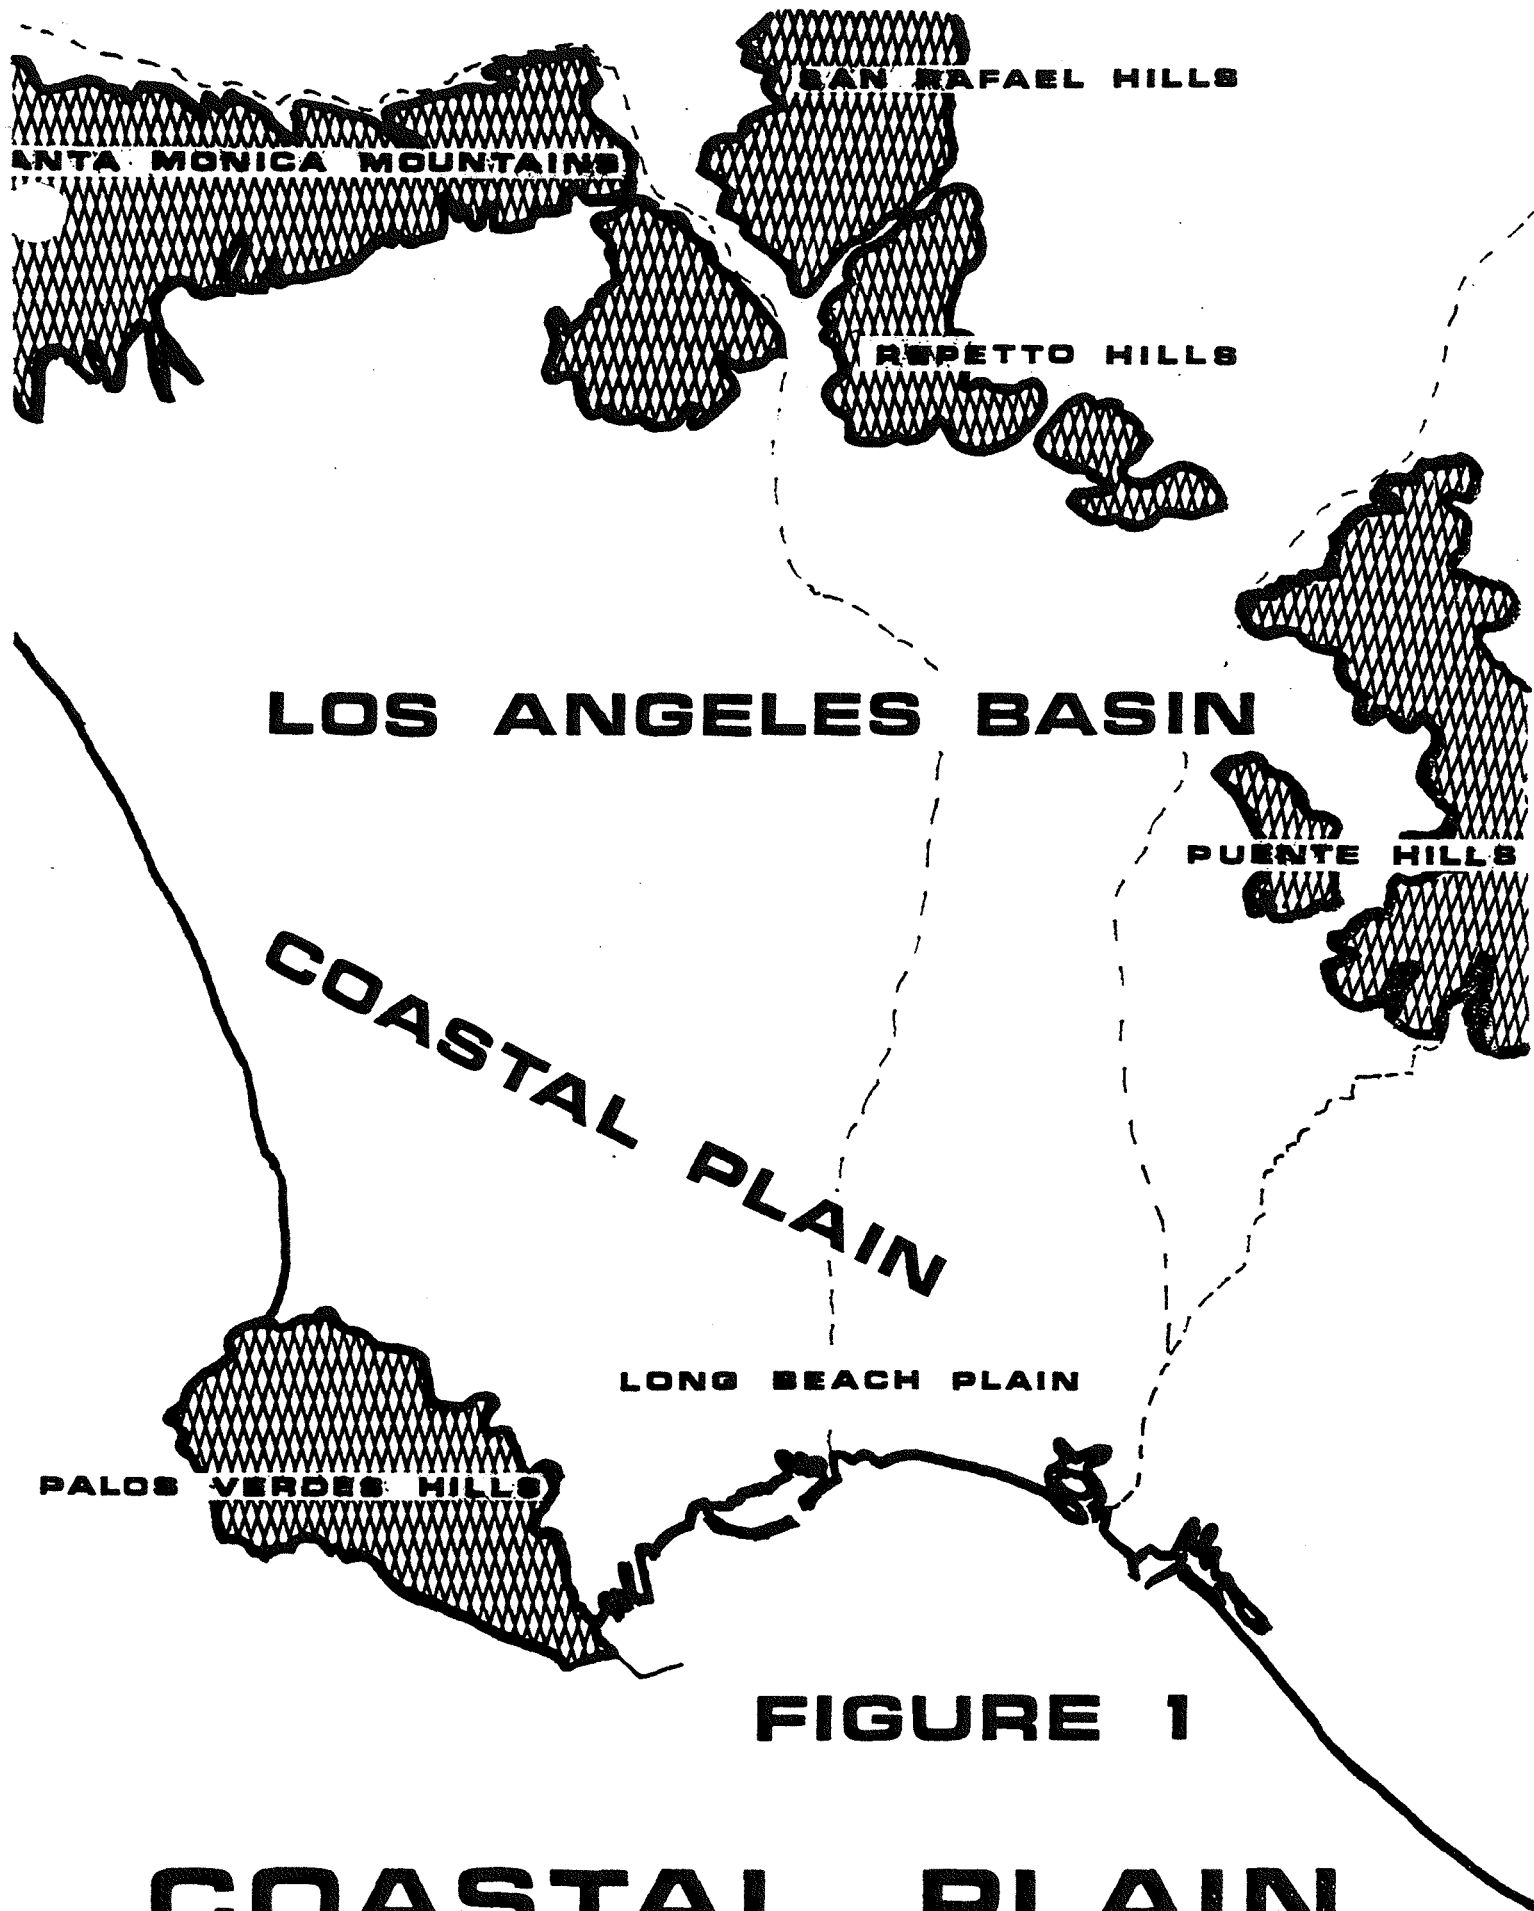 SAN RAFAEL HILLS
ANTA MONICA MOUNTAINS
REPETTO HILLS
LOS ANGELES BASIN
PUENTE HILLS
COASTAL PLAIN
LONG BEACH PLAIN
PALOS VERDES HILLS
FIGURE 1
COASTAL PLAIN